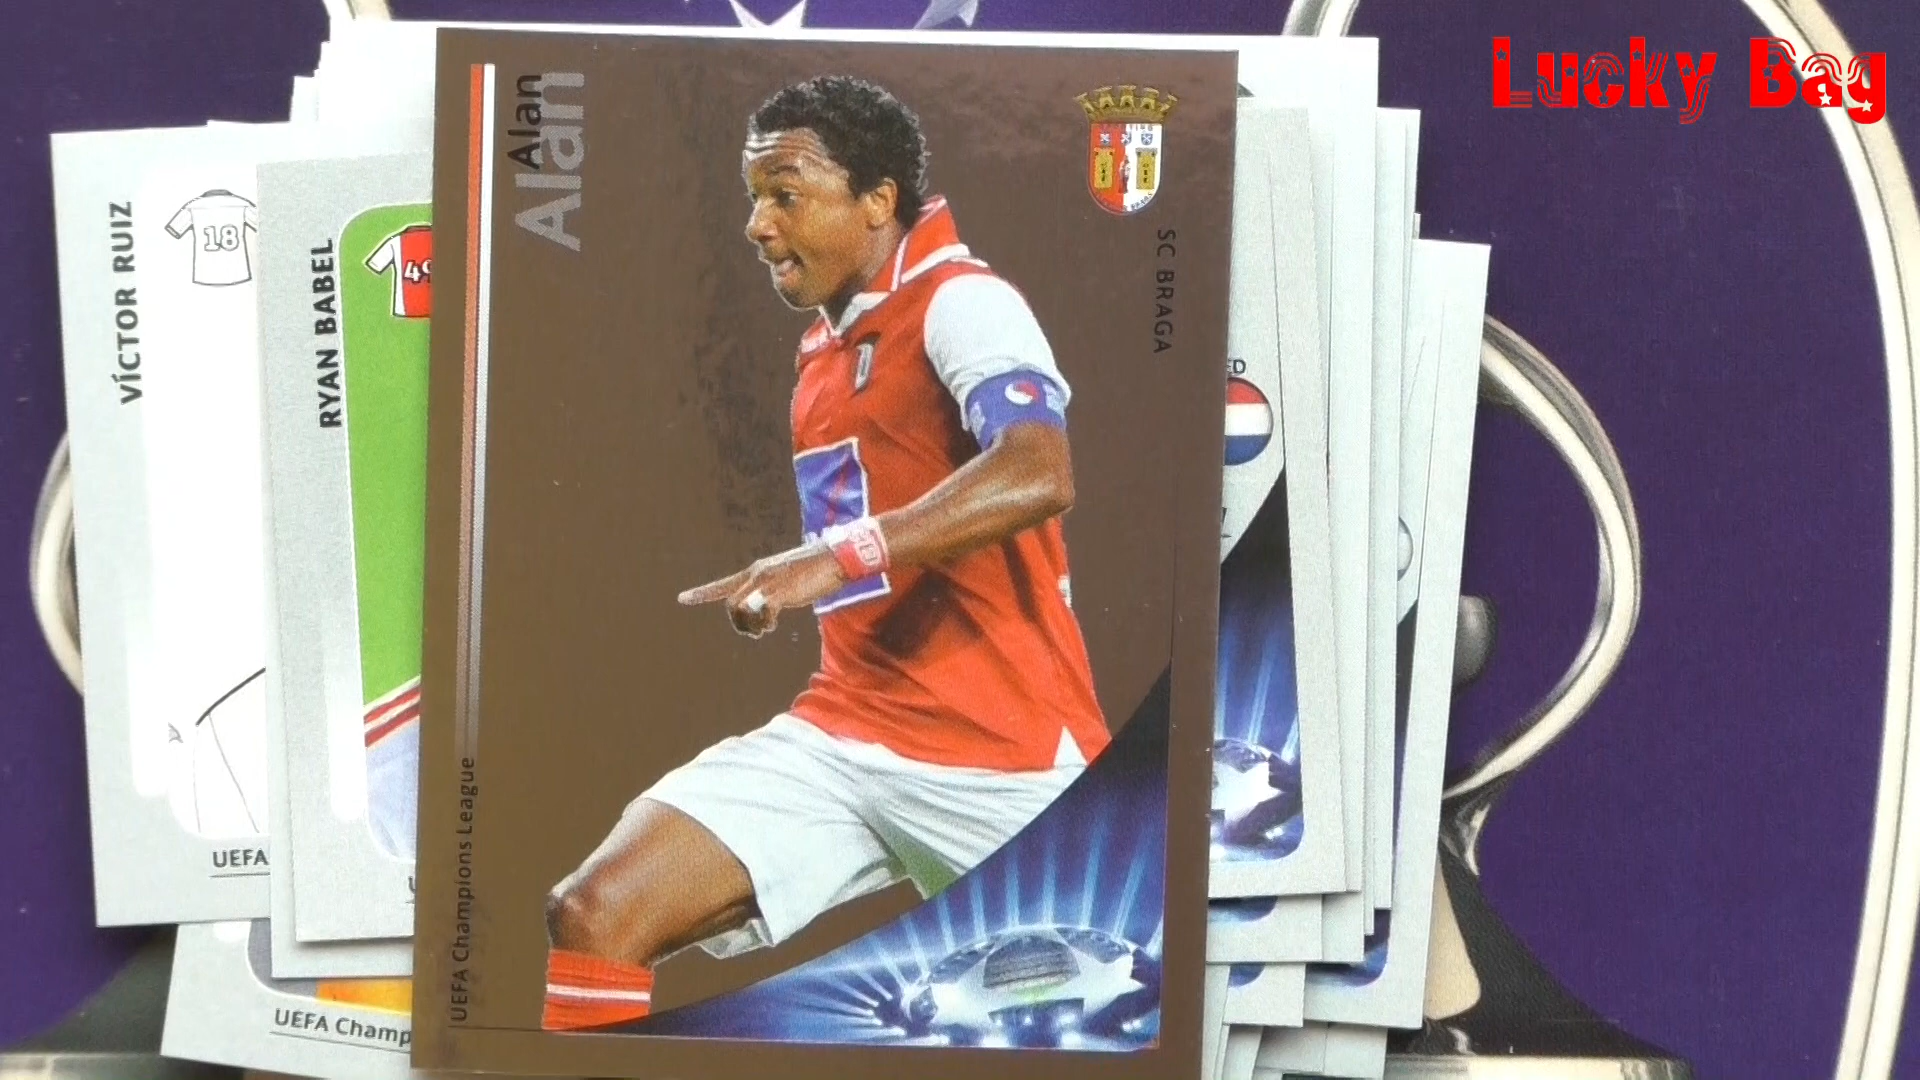 Lucky Bag
Alan
Alan
SC BRAGA
UEFA Champions League
VÍCTOR RUIZ
18
RYAN BABEL
49
UEFA
UEFA Champ